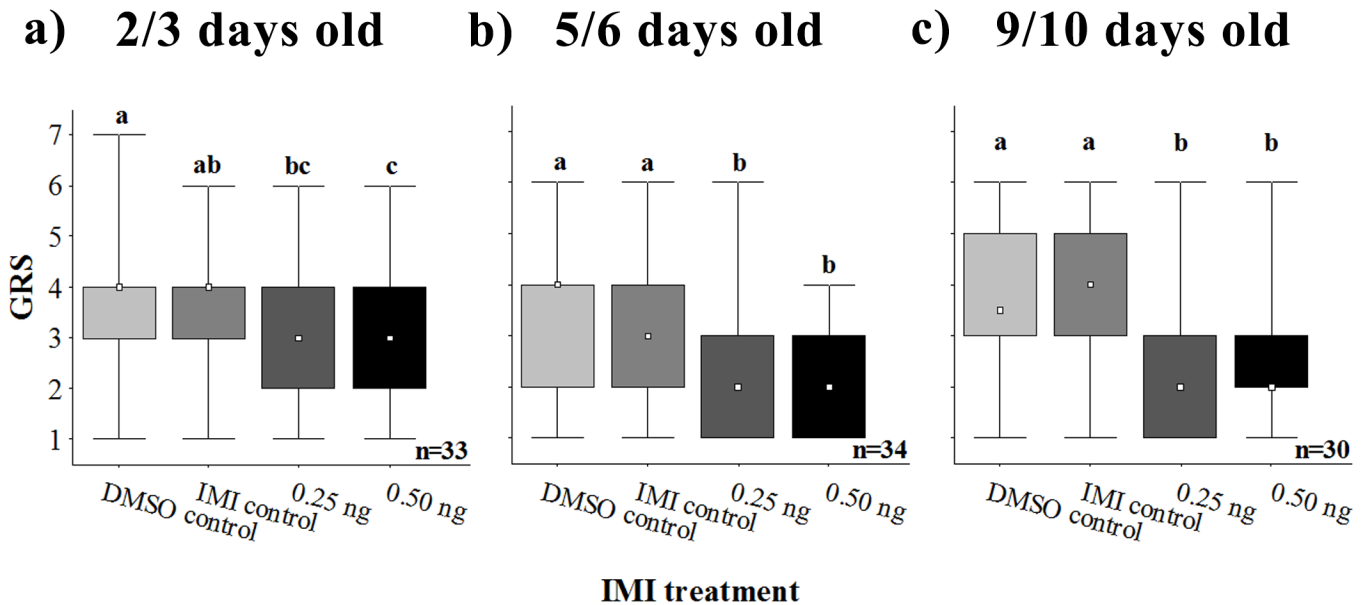 a) 2/3 days old
b) 5/6 days old
c) 9/10 days old
GRS
7
6
5
4
3
2
1
a
ab
bc
c
n=33
DMSO control
IMI control
0.25 ng
0.50 ng
a
a
b
b
n=34
DMSO control
IMI control
0.25 ng
0.50 ng
a
a
b
b
n=30
DMSO control
IMI control
0.25 ng
0.50 ng
IMI treatment